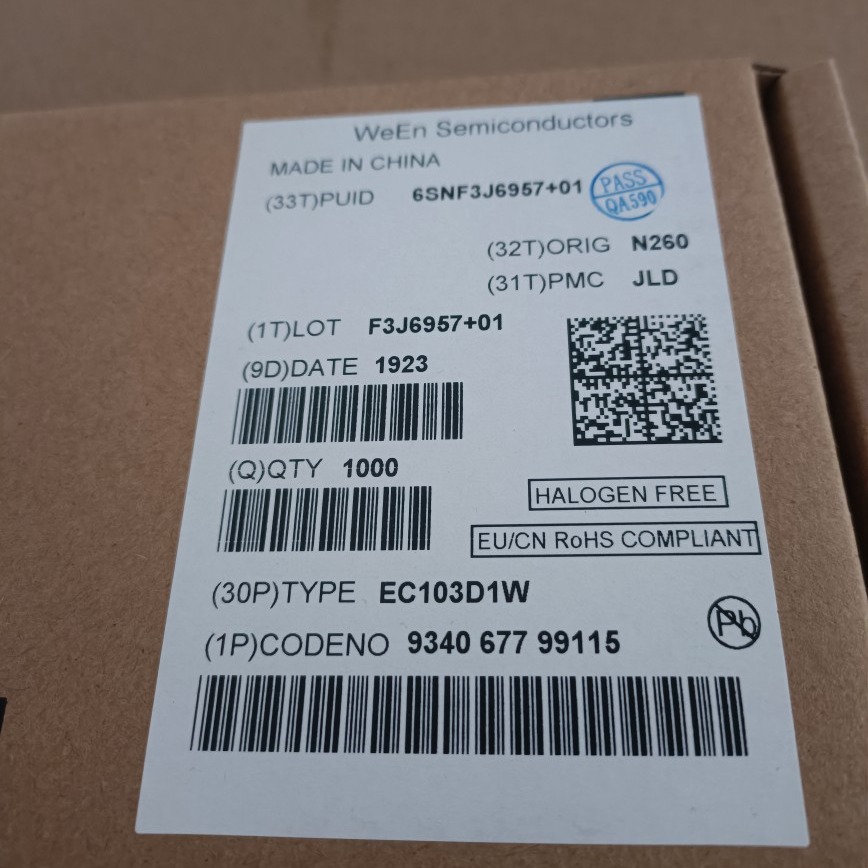 WeEn Semiconductors
MADE IN CHINA
(33T)PUID 6SNF3J6957+01
PASS
QA590
(32T)ORIG N260
(31T)PMC JLD
(1T)LOT F3J6957+01
(9D)DATE 1923
(Q)QTY 1000
HALOGEN FREE
EU/CN RoHS COMPLIANT
(30P)TYPE EC103D1W
Pb
(1P)CODENO 9340 677 99115